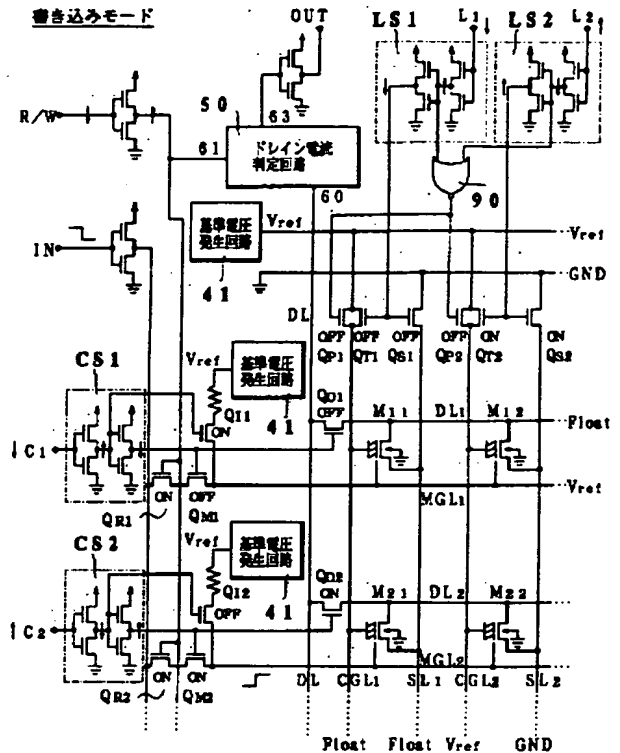 書き込みモード
OUT
LS1
L1
LS2
L2
R/W
50
63
61
ドレイン電流
判定回路
60
90
IN
基準電圧
発生回路
Vref
Vref
41
GND
DL
OFF OFF OFF OFF ON ON
QP1 QT1 QS1 QP2 QT2 QS2
CS1
Vref
基準電圧
発生回路
QI1
ON
41
QD1
OFF
M11 DL1 M12
Float
C1
ON OFF
QR1 QM1
MGL1
Vref
CS2
Vref
基準電圧
発生回路
QI2
OFF
41
QD2
ON
M21 DL2 M22
C2
ON ON
QR2 QM2
MGL2
DL CGL1 SL1 CGL2 SL2
Float Float Vref GND